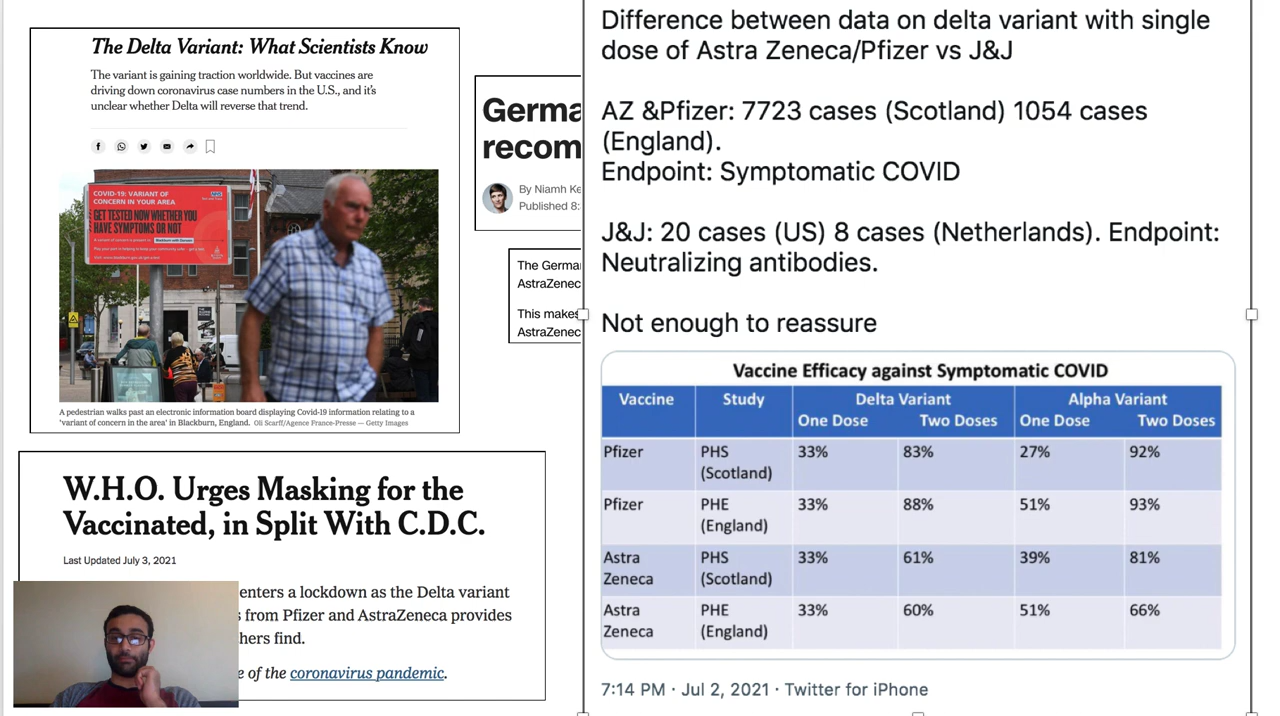 The Delta Variant: What Scientists Know
The variant is gaining traction worldwide. But vaccines are
driving down coronavirus case numbers in the U.S., and it's
unclear whether Delta will reverse that trend.
COVID-19: VARIANT OF
CONCERN IN YOUR AREA
NHS
GET TESTED NOW WHETHER YOU
HAVE SYMPTOMS OR NOT
A pedestrian walks past an electronic information board displaying Covid-19 information relating to a
'variant of concern in the area' in Blackburn, England. Oli Scarff/Agence France-Presse — Getty Images
W.H.O. Urges Masking for the
Vaccinated, in Split With C.D.C.
Last Updated July 3, 2021
enters a lockdown as the Delta variant
s from Pfizer and AstraZeneca provides
hers find.
e of the coronavirus pandemic.
Germa
recom
By Niamh Ke
Published 8:
The Germa
AstraZenec
This makes
AstraZenec
Difference between data on delta variant with single
dose of Astra Zeneca/Pfizer vs J&J
AZ &Pfizer: 7723 cases (Scotland) 1054 cases
(England).
Endpoint: Symptomatic COVID
J&J: 20 cases (US) 8 cases (Netherlands). Endpoint:
Neutralizing antibodies.
Not enough to reassure
Vaccine Efficacy against Symptomatic COVID
Vaccine Study Delta Variant Alpha Variant
One Dose Two Doses One Dose Two Doses
Pfizer PHS 33% 83% 27% 92%
(Scotland)
Pfizer PHE 33% 88% 51% 93%
(England)
Astra PHS 33% 61% 39% 81%
Zeneca (Scotland)
Astra PHE 33% 60% 51% 66%
Zeneca (England)
7:14 PM · Jul 2, 2021 · Twitter for iPhone